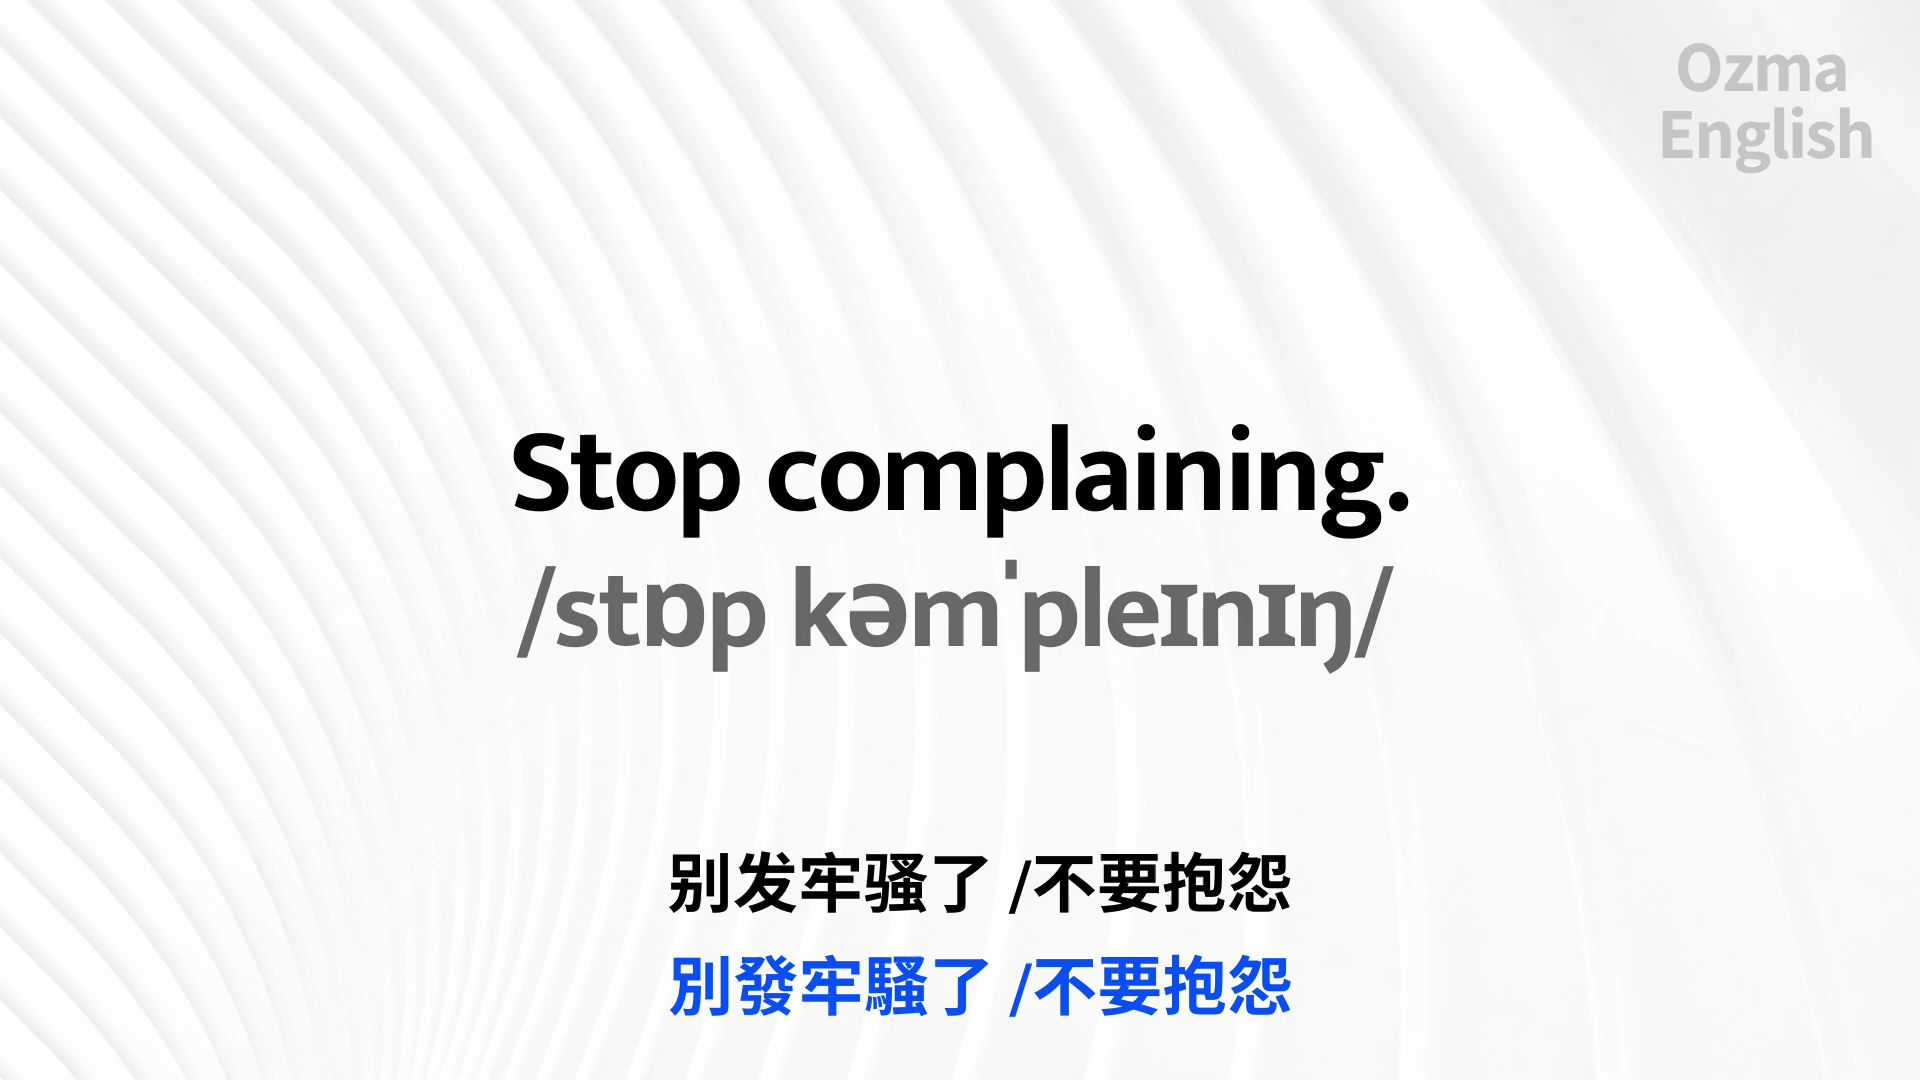 Ozma
English
Stop complaining.
/stɒp kəmˈpleɪnɪŋ/
别发牢骚了 /不要抱怨
別發牢騷了 /不要抱怨